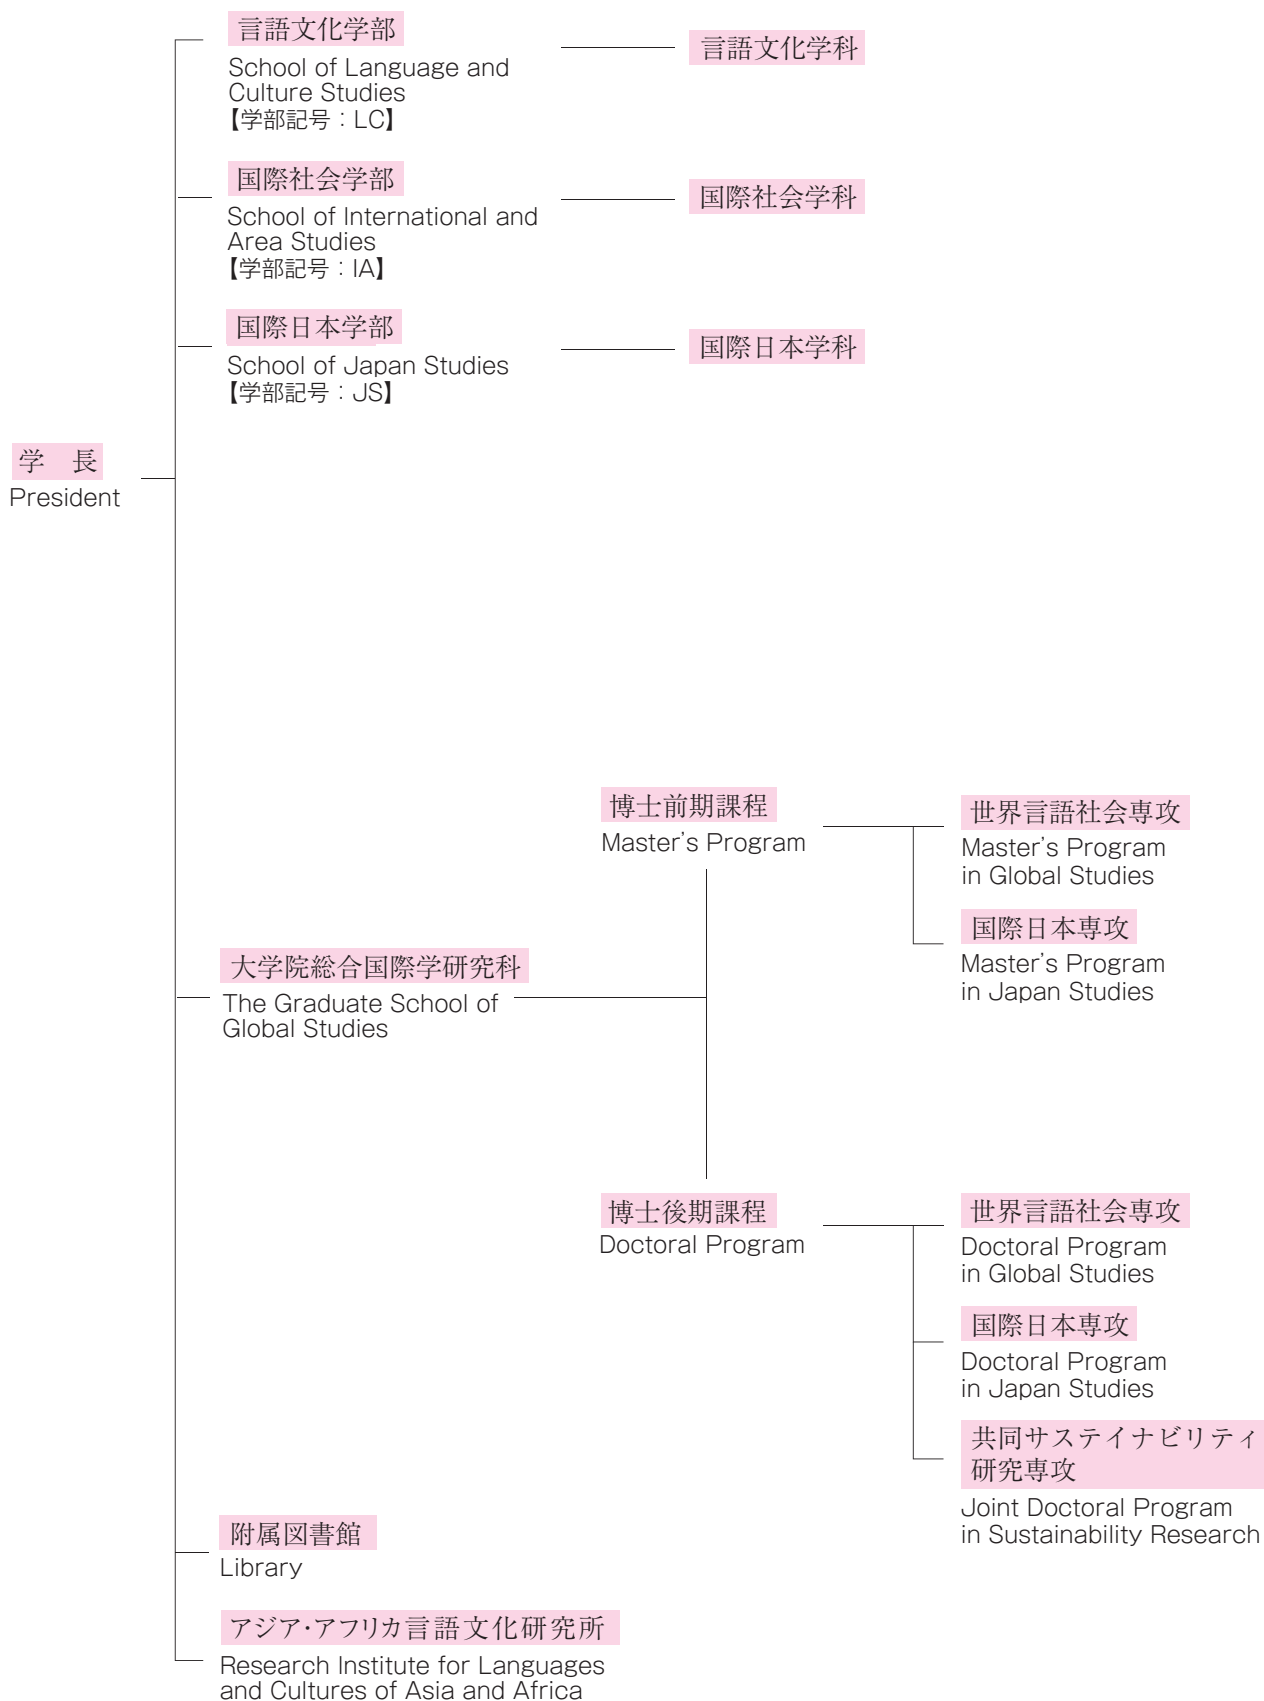 言語文化学部
School of Language and
Culture Studies
【学部記号：LC】
言語文化学科
国際社会学部
School of International and
Area Studies
【学部記号：IA】
国際社会学科
国際日本学部
School of Japan Studies
【学部記号：JS】
国際日本学科
学　長
President
大学院総合国際学研究科
The Graduate School of
Global Studies
博士前期課程
Master's Program
世界言語社会専攻
Master's Program
in Global Studies
国際日本専攻
Master's Program
in Japan Studies
博士後期課程
Doctoral Program
世界言語社会専攻
Doctoral Program
in Global Studies
国際日本専攻
Doctoral Program
in Japan Studies
共同サステイナビリティ
研究専攻
Joint Doctoral Program
in Sustainability Research
附属図書館
Library
アジア・アフリカ言語文化研究所
Research Institute for Languages
and Cultures of Asia and Africa